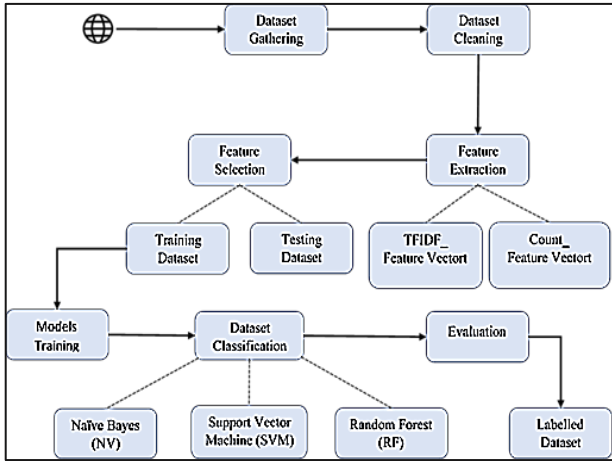 Dataset
Gathering
Dataset
Cleaning
Feature
Selection
Feature
Extraction
Training
Dataset
Testing
Dataset
TFIDF_
Feature Vectort
Count_
Feature Vectort
Models
Training
Dataset
Classification
Evaluation
Naïve Bayes
(NV)
Support Vector
Machine (SVM)
Random Forest
(RF)
Labelled
Dataset